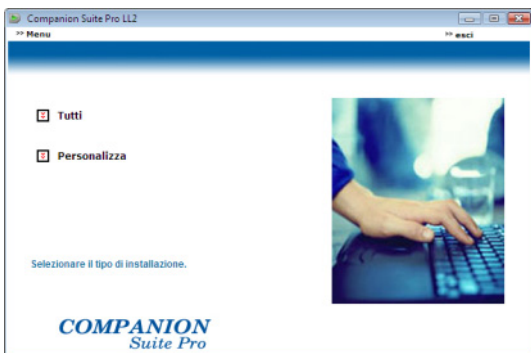 Companion Suite Pro LL2
>> Menu
>> esci
Tutti
Personalizza
Selezionare il tipo di installazione.
COMPANION
Suite Pro